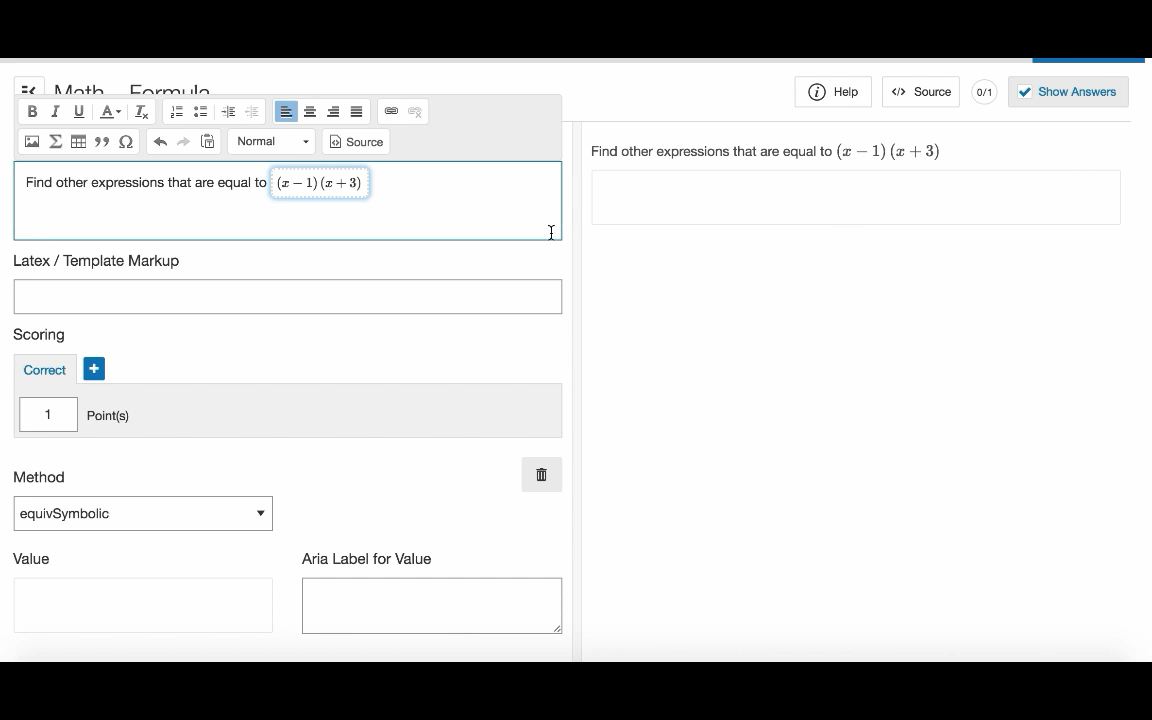 Math – Formula
Help
Source
0/1
Show Answers
B I U A Tx
Normal
Source
Find other expressions that are equal to (x − 1) (x + 3)
Find other expressions that are equal to (x − 1) (x + 3)
Latex / Template Markup
Scoring
Correct +
1 Point(s)
Method
equivSymbolic
Value
Aria Label for Value